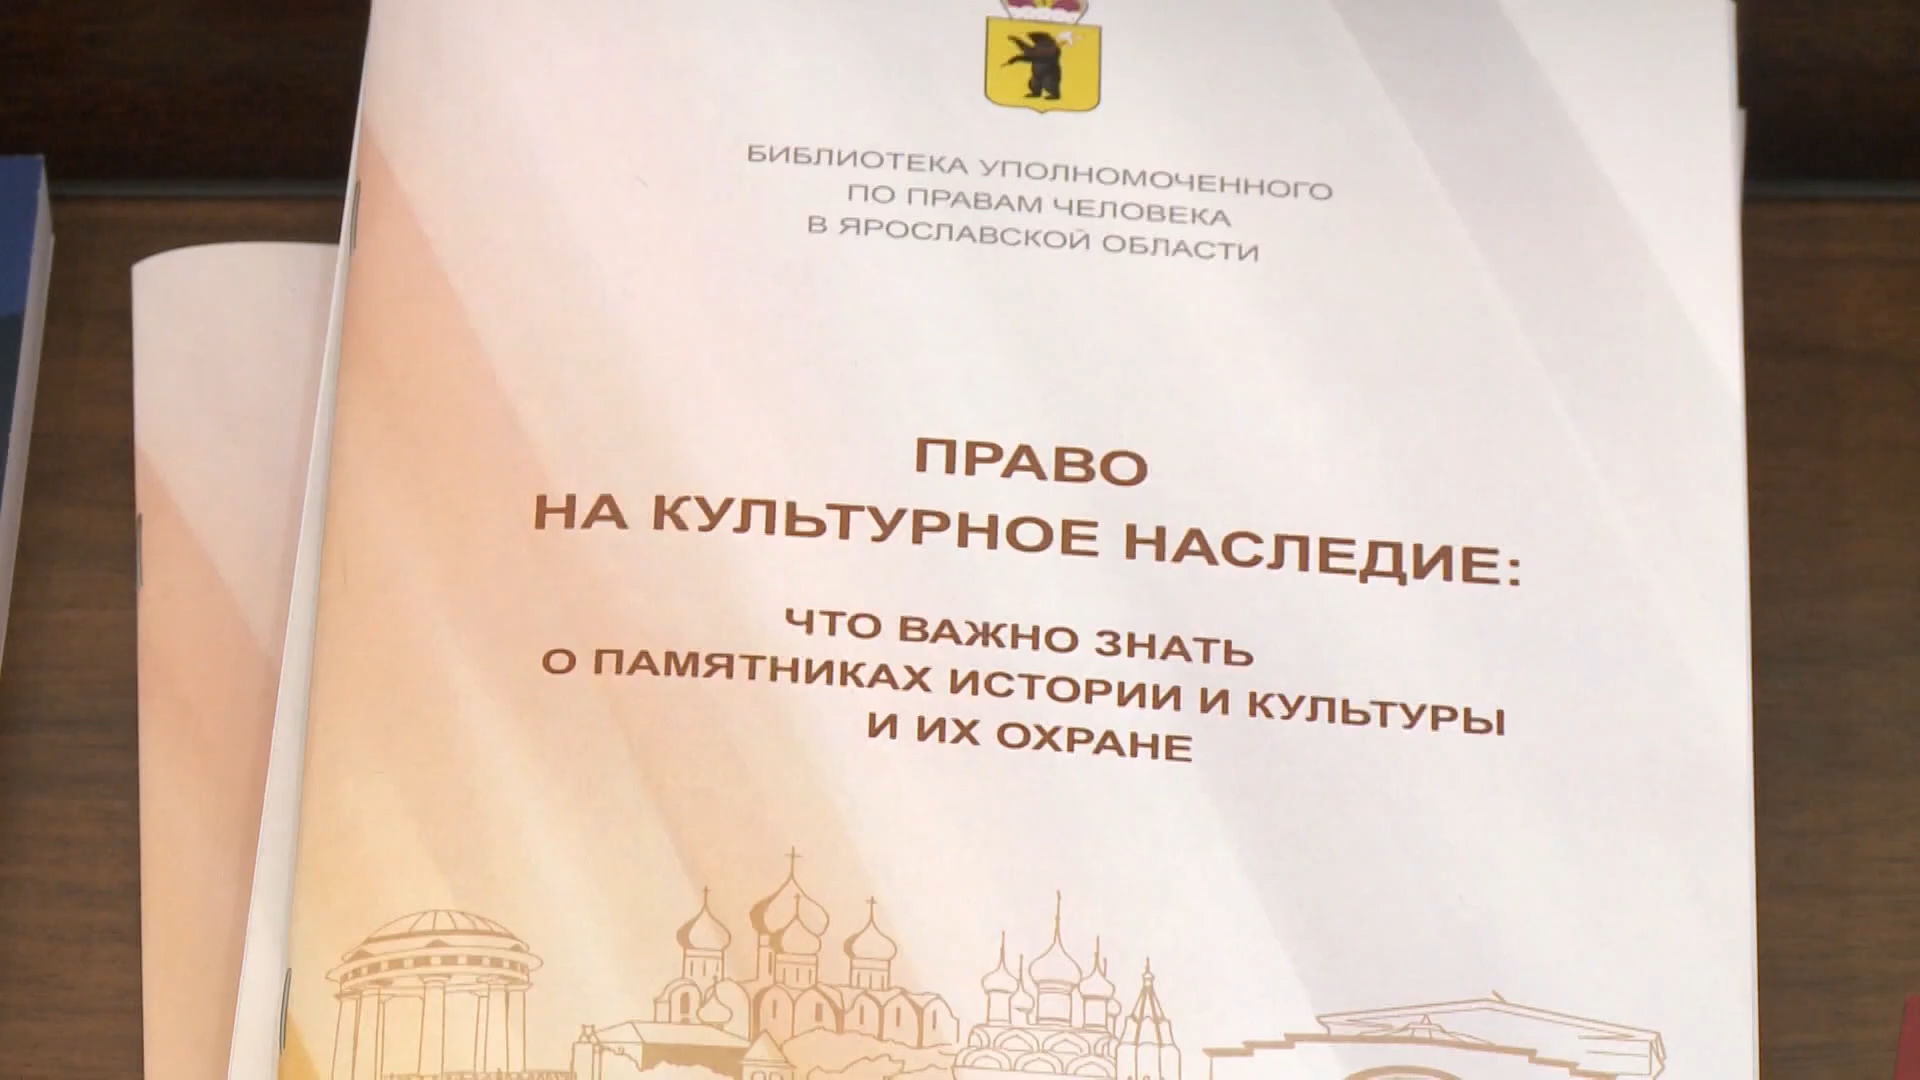 БИБЛИОТЕКА УПОЛНОМОЧЕННОГО
ПО ПРАВАМ ЧЕЛОВЕКА
В ЯРОСЛАВСКОЙ ОБЛАСТИ
ПРАВО
НА КУЛЬТУРНОЕ НАСЛЕДИЕ:
ЧТО ВАЖНО ЗНАТЬ
О ПАМЯТНИКАХ ИСТОРИИ И КУЛЬТУРЫ
И ИХ ОХРАНЕ